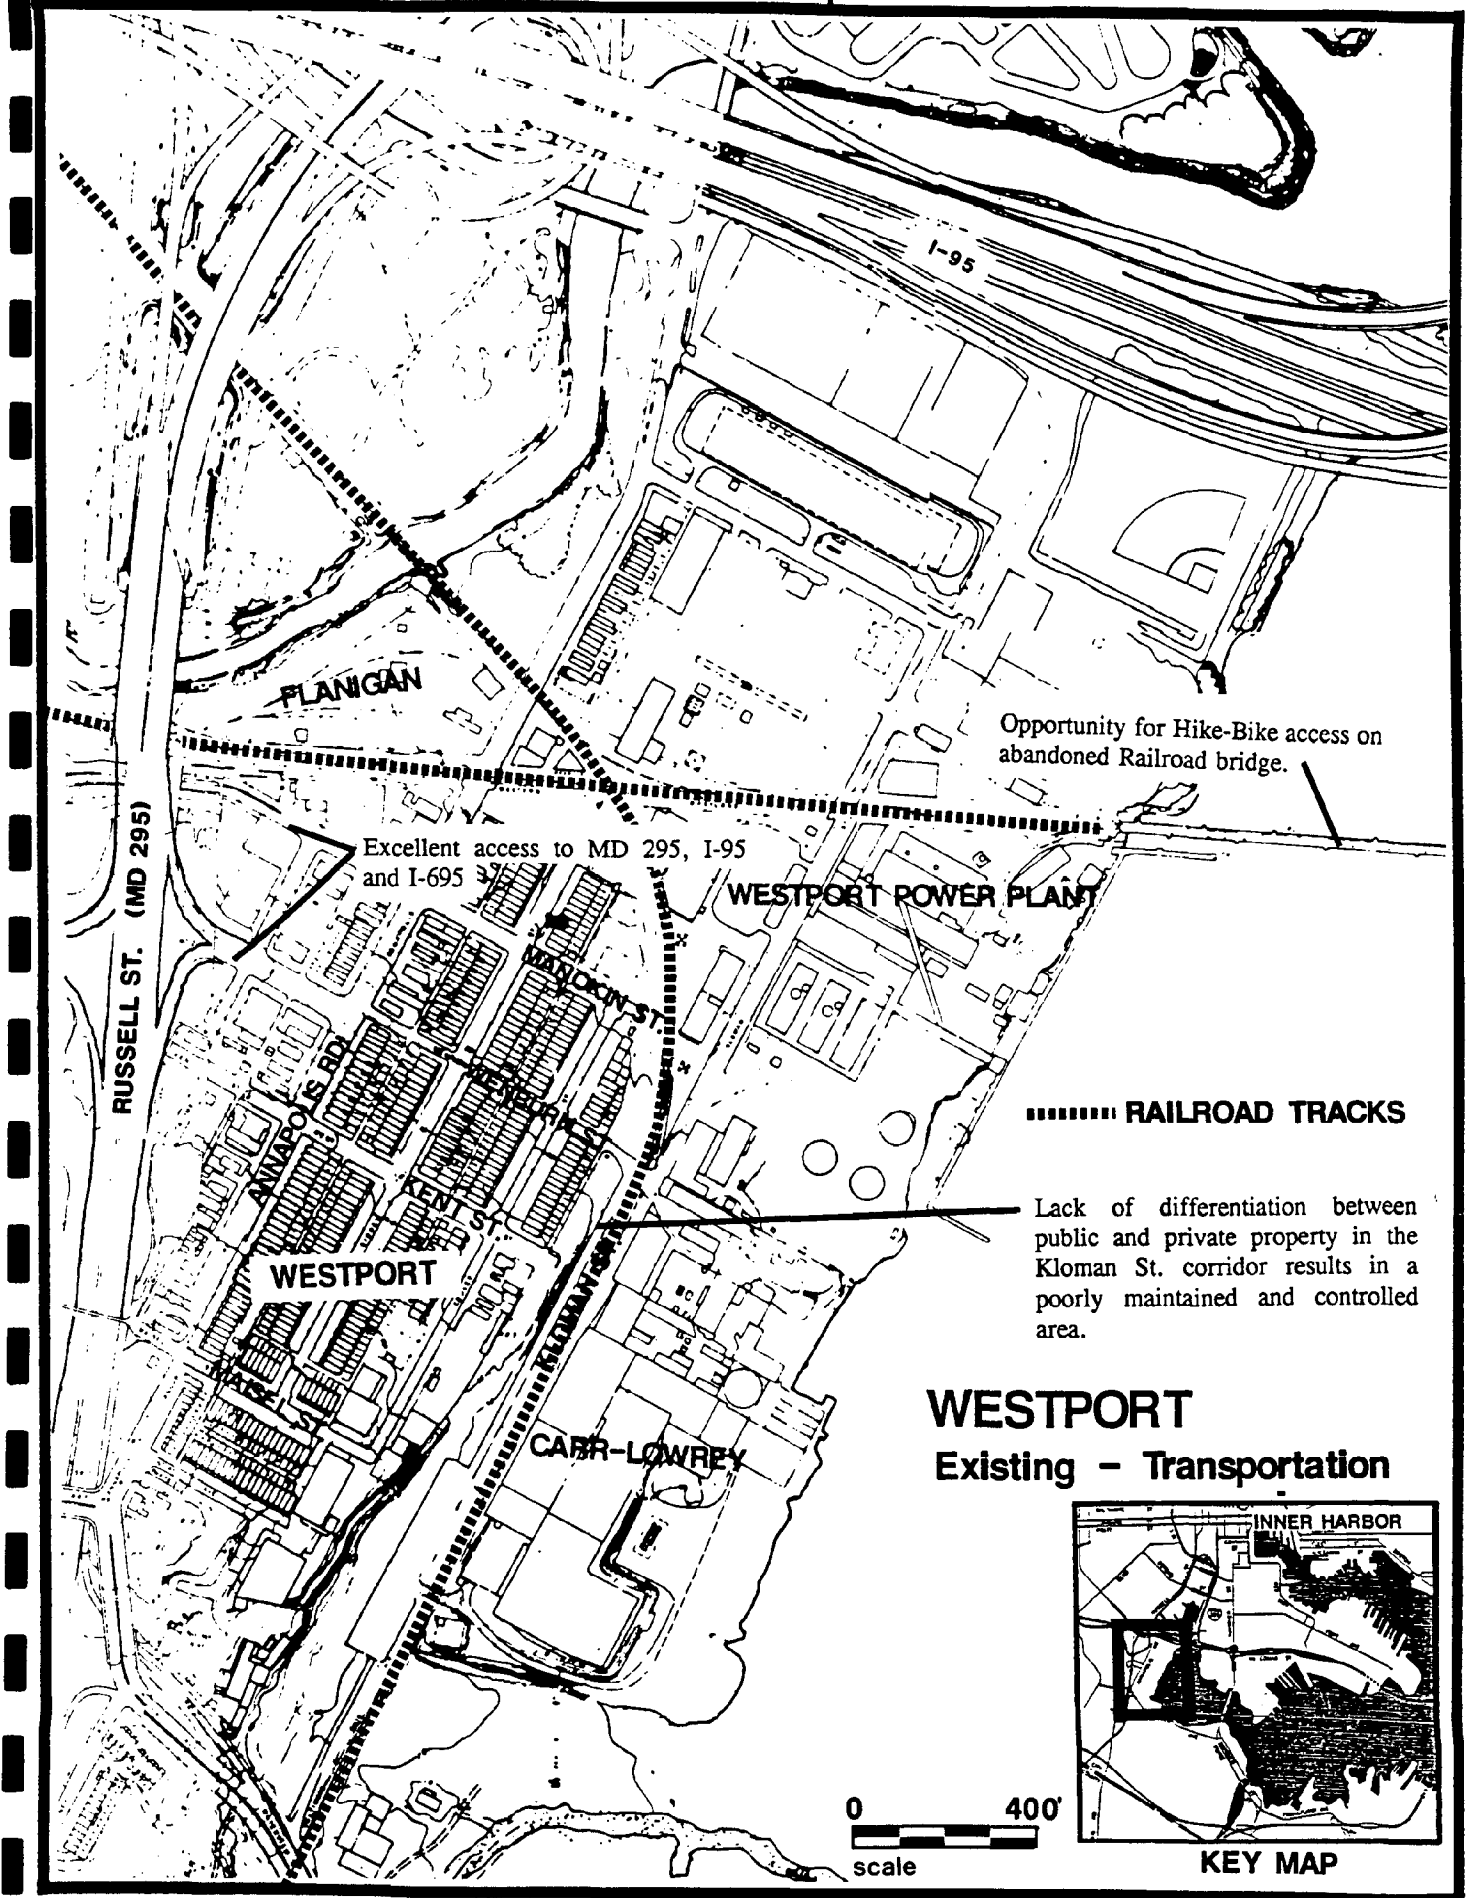 I-95
FLANIGAN
Opportunity for Hike-Bike access on
abandoned Railroad bridge.
RUSSELL ST. (MD 295)
Excellent access to MD 295, I-95
and I-695
WESTPORT POWER PLANT
MANOKIN ST.
ANNAPOLIS RD.
WENBURN
KENT ST.
RAILROAD TRACKS
Lack of differentiation between
public and private property in the
Kloman St. corridor results in a
poorly maintained and controlled
area.
WESTPORT
KLOMAN ST.
MAISEL ST.
CARR-LOWREY
WESTPORT
Existing - Transportation
INNER HARBOR
0 400'
scale
KEY MAP